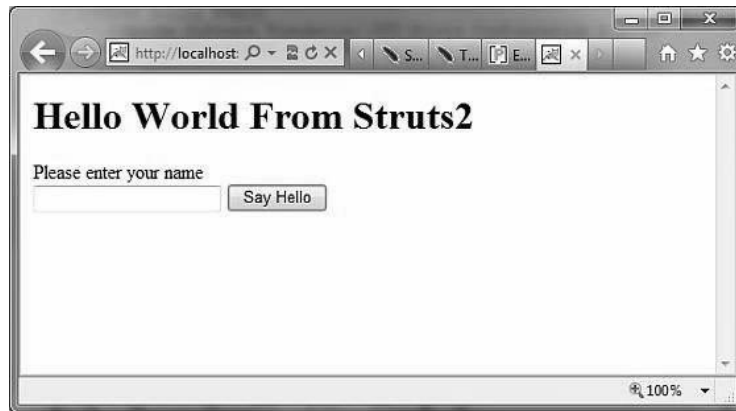 http://localhost:
S...
T...
[P] E...
Hello World From Struts2
Please enter your name
Say Hello
100%